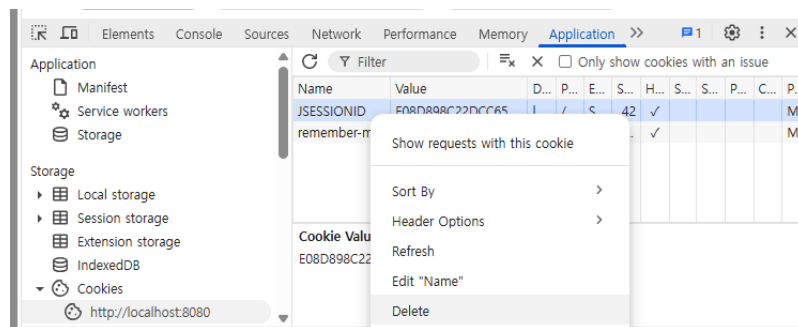 Elements Console Sources Network Performance Memory Application 1
Application
Manifest
Service workers
Storage
Storage
Local storage
Session storage
Extension storage
IndexedDB
Cookies
http://localhost:8080
Filter Only show cookies with an issue
Name Value D... P... E... S... H... S... S... P... C... P.
JSESSIONID E08D898C22DCC65... / S... 42 ✓ M
remember-m ✓ M
Show requests with this cookie
Sort By
Header Options
Refresh
Edit "Name"
Delete
Cookie Valu
E08D898C22